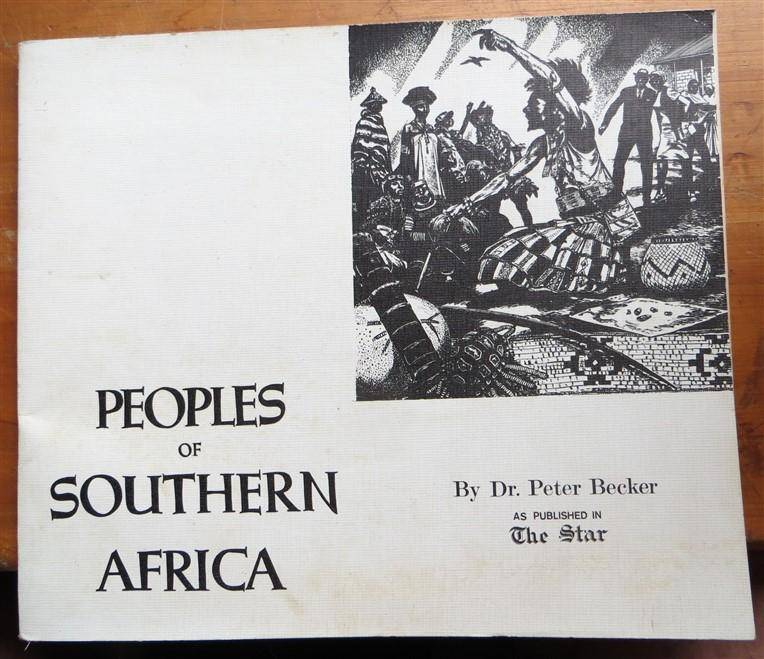 PEOPLES
OF
SOUTHERN
AFRICA
By Dr. Peter Becker
AS PUBLISHED IN
The Star